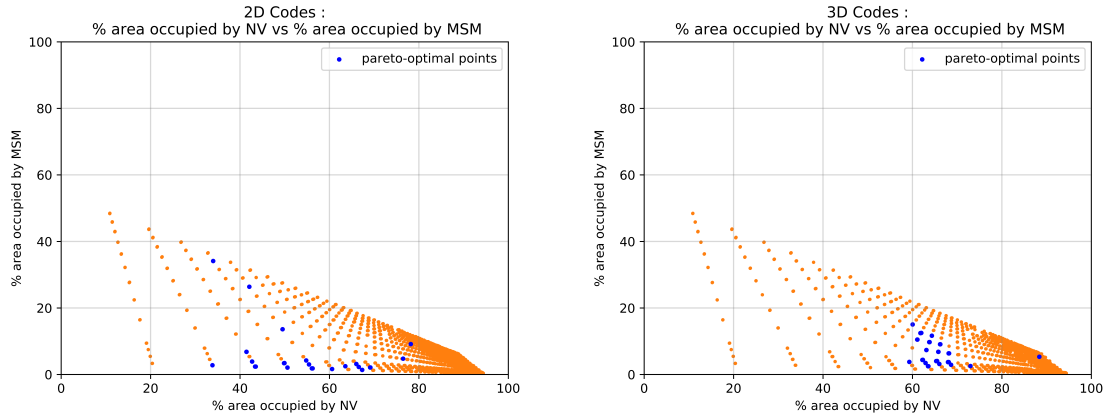 2D Codes :
% area occupied by NV vs % area occupied by MSM
pareto-optimal points
100
80
60
40
20
0
% area occupied by MSM
0 20 40 60 80 100
% area occupied by NV
3D Codes :
% area occupied by NV vs % area occupied by MSM
pareto-optimal points
100
80
60
40
20
0
% area occupied by MSM
0 20 40 60 80 100
% area occupied by NV